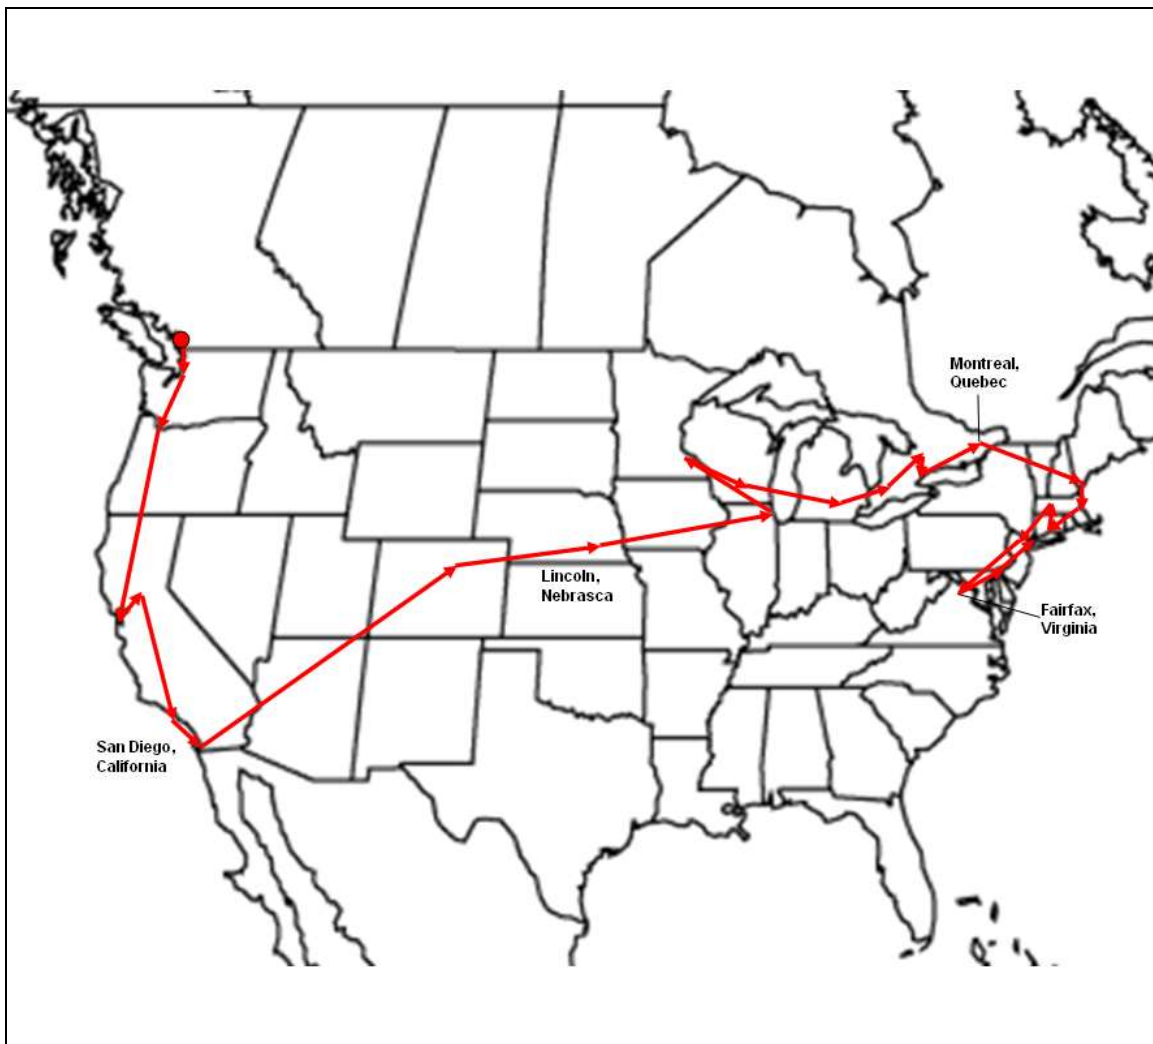 Montreal,
Quebec
Lincoln,
Nebrasca
Fairfax,
Virginia
San Diego,
California